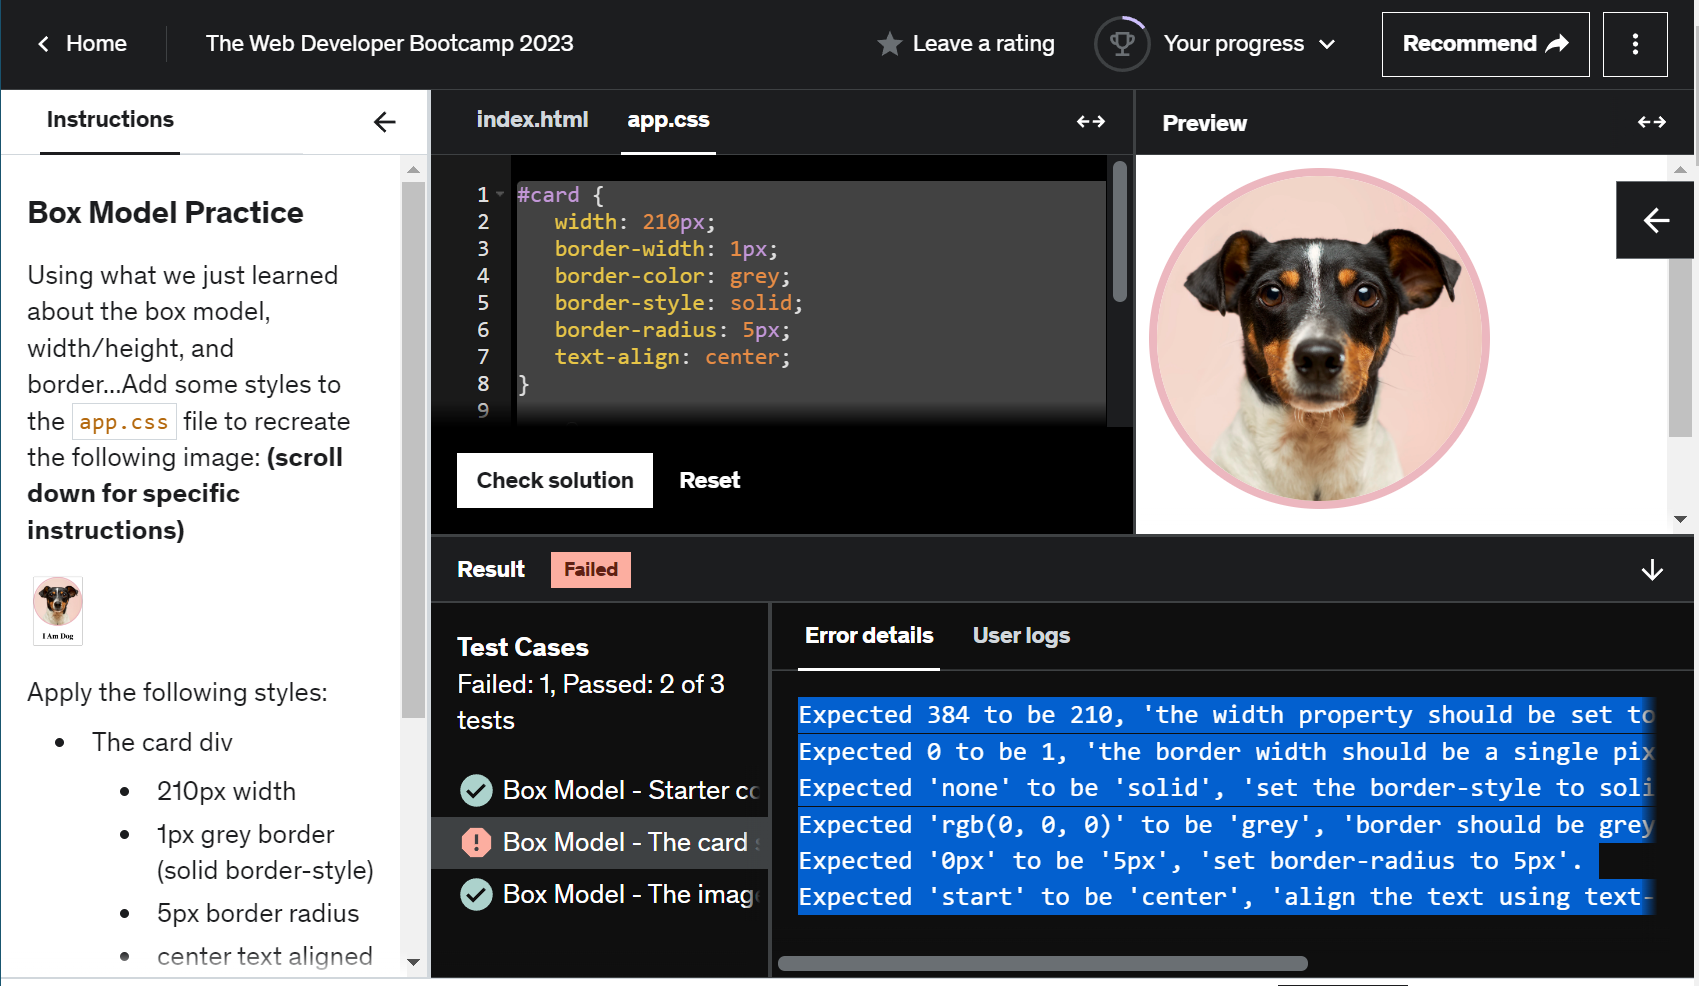 Home
The Web Developer Bootcamp 2023
Leave a rating
Your progress
Recommend
Instructions
index.html
app.css
Preview
Box Model Practice
Using what we just learned
about the box model,
width/height, and
border...Add some styles to
the app.css file to recreate
the following image: (scroll
down for specific
instructions)
I Am Dog
Apply the following styles:
• The card div
• 210px width
• 1px grey border
(solid border-style)
• 5px border radius
• center text aligned
1 #card {
2 width: 210px;
3 border-width: 1px;
4 border-color: grey;
5 border-style: solid;
6 border-radius: 5px;
7 text-align: center;
8 }
9
Check solution
Reset
Result
Failed
Test Cases
Failed: 1, Passed: 2 of 3
tests
Box Model - Starter co
Box Model - The card s
Box Model - The image
Error details
User logs
Expected 384 to be 210, 'the width property should be set to
Expected 0 to be 1, 'the border width should be a single pix
Expected 'none' to be 'solid', 'set the border-style to soli
Expected 'rgb(0, 0, 0)' to be 'grey', 'border should be grey
Expected '0px' to be '5px', 'set border-radius to 5px'.
Expected 'start' to be 'center', 'align the text using text-